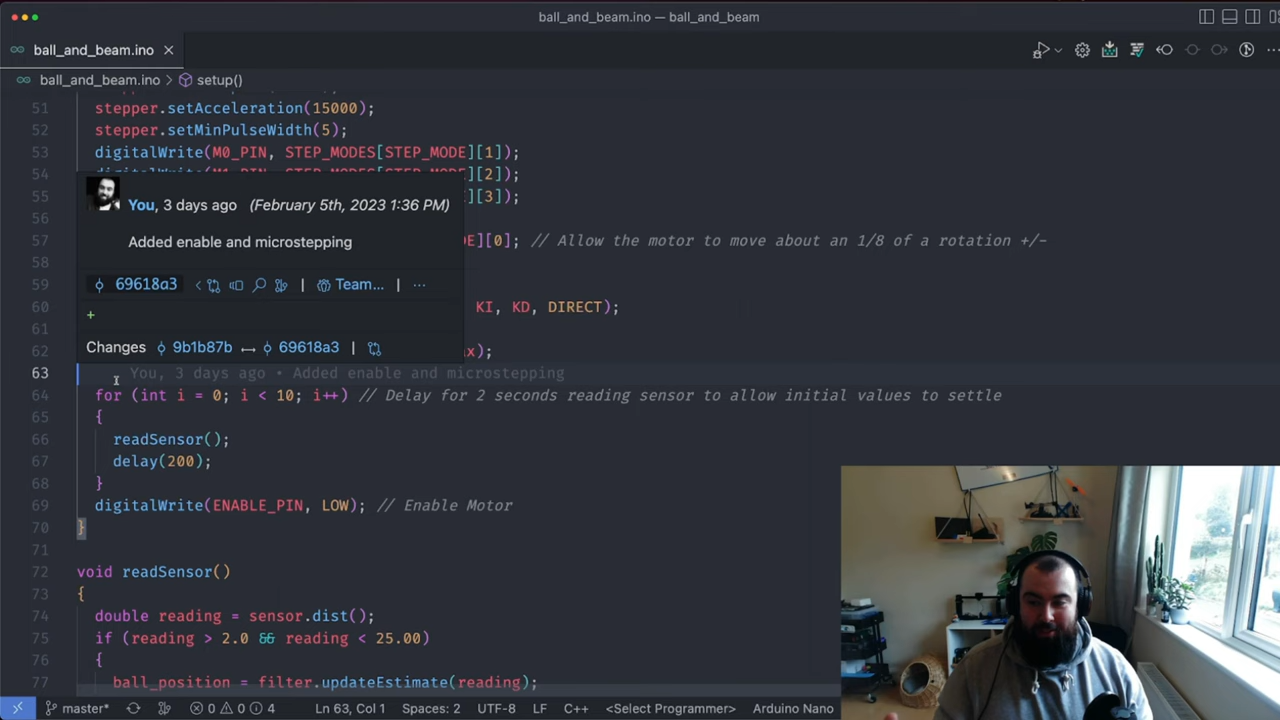 ball_and_beam.ino — ball_and_beam
ball_and_beam.ino
ball_and_beam.ino > setup()
51 stepper.setAcceleration(15000);
52 stepper.setMinPulseWidth(5);
53 digitalWrite(M0_PIN, STEP_MODES[STEP_MODE][1]);
54 digitalWrite(M1_PIN, STEP_MODES[STEP_MODE][2]);
55 ][3]);
You, 3 days ago (February 5th, 2023 1:36 PM)
56
Added enable and microstepping
57 DE][0]; // Allow the motor to move about an 1/8 of a rotation +/-
58
69618a3 | Team... | ...
59
60 KI, KD, DIRECT);
+
61
Changes 9b1b87b 69618a3 |
62 x);
63 You, 3 days ago • Added enable and microstepping
64 for (int i = 0; i < 10; i++) // Delay for 2 seconds reading sensor to allow initial values to settle
65 {
66 readSensor();
67 delay(200);
68 }
69 digitalWrite(ENABLE_PIN, LOW); // Enable Motor
70 }
71
72 void readSensor()
73 {
74 double reading = sensor.dist();
75 if (reading > 2.0 && reading < 25.00)
76 {
77 ball_position = filter.updateEstimate(reading);
master* 0 0 4 Ln 63, Col 1 Spaces: 2 UTF-8 LF C++ <Select Programmer> Arduino Nano